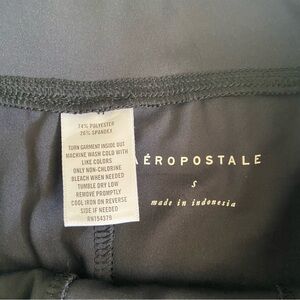 74% POLYESTER
26% SPANDEX
TURN GARMENT INSIDE OUT
MACHINE WASH COLD WITH
LIKE COLORS
ONLY NON-CHLORINE
BLEACH WHEN NEEDED
TUMBLE DRY LOW
REMOVE PROMPTLY
COOL IRON ON REVERSE
SIDE IF NEEDED
RN154379
AÉROPOSTALE
S
made in indonesia